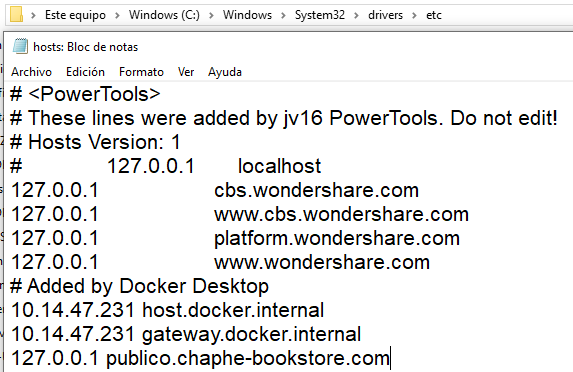 Este equipo > Windows (C:) > Windows > System32 > drivers > etc
hosts: Bloc de notas
Archivo Edición Formato Ver Ayuda
# <PowerTools>
# These lines were added by jv16 PowerTools. Do not edit!
# Hosts Version: 1
# 127.0.0.1 localhost
127.0.0.1 cbs.wondershare.com
127.0.0.1 www.cbs.wondershare.com
127.0.0.1 platform.wondershare.com
127.0.0.1 www.wondershare.com
# Added by Docker Desktop
10.14.47.231 host.docker.internal
10.14.47.231 gateway.docker.internal
127.0.0.1 publico.chaphe-bookstore.com